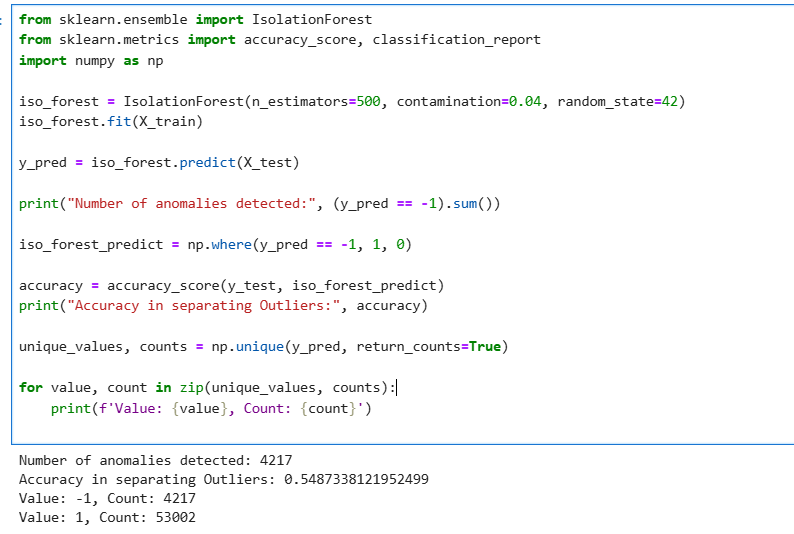 from sklearn.ensemble import IsolationForest
from sklearn.metrics import accuracy_score, classification_report
import numpy as np
iso_forest = IsolationForest(n_estimators=500, contamination=0.04, random_state=42)
iso_forest.fit(X_train)
y_pred = iso_forest.predict(X_test)
print("Number of anomalies detected:", (y_pred == -1).sum())
iso_forest_predict = np.where(y_pred == -1, 1, 0)
accuracy = accuracy_score(y_test, iso_forest_predict)
print("Accuracy in separating Outliers:", accuracy)
unique_values, counts = np.unique(y_pred, return_counts=True)
for value, count in zip(unique_values, counts):
    print(f'Value: {value}, Count: {count}')
Number of anomalies detected: 4217
Accuracy in separating Outliers: 0.5487338121952499
Value: -1, Count: 4217
Value: 1, Count: 53002